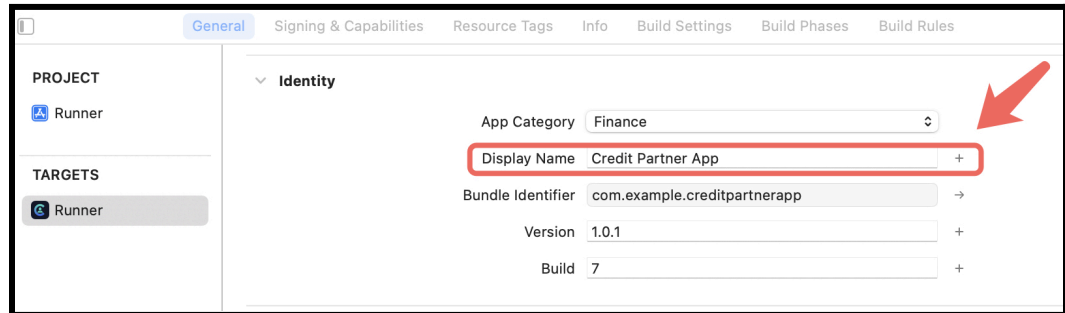 General Signing & Capabilities Resource Tags Info Build Settings Build Phases Build Rules
PROJECT
Runner
TARGETS
Runner
Identity
App Category Finance
Display Name Credit Partner App
Bundle Identifier com.example.creditpartnerapp
Version 1.0.1
Build 7